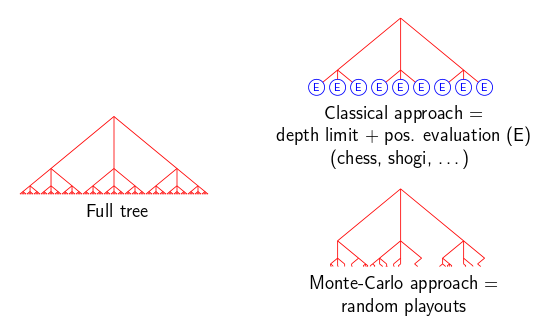 E E E E E E E E E
Classical approach =
depth limit + pos. evaluation (E)
(chess, shogi, ...)
Full tree
Monte-Carlo approach =
random playouts